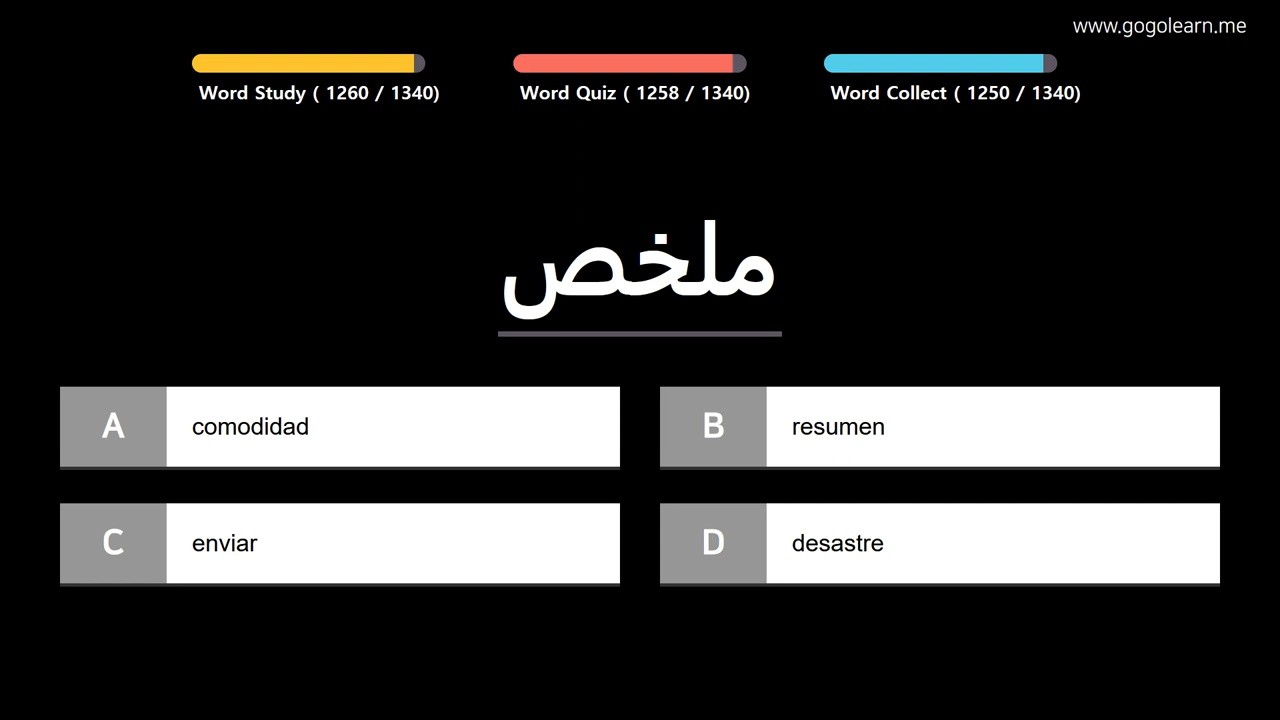 www.gogolearn.me
Word Study ( 1260 / 1340)
Word Quiz ( 1258 / 1340)
Word Collect ( 1250 / 1340)
ملخص
A comodidad
B resumen
C enviar
D desastre